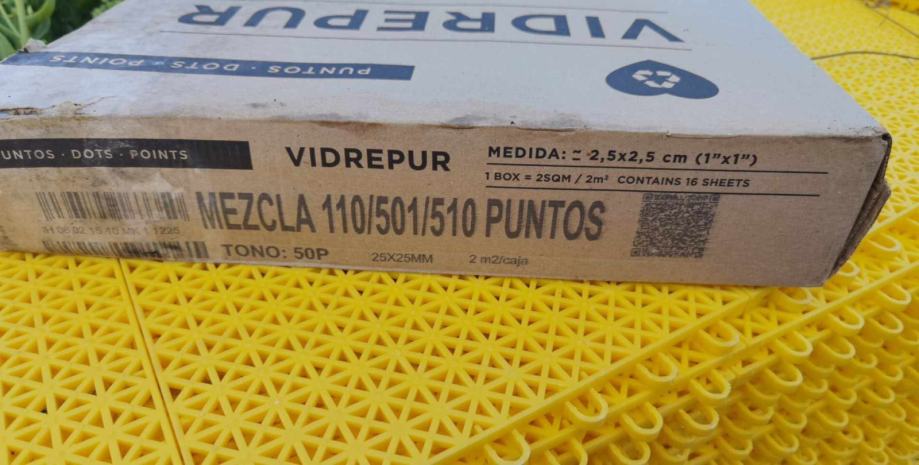 VIDREPUR
PUNTOS · DOTS · POINTS
UNTOS · DOTS · POINTS
VIDREPUR
MEDIDA: ≃ 2,5x2,5 cm (1"x1")
1 BOX = 2SQM / 2m² CONTAINS 16 SHEETS
MEZCLA 110/501/510 PUNTOS
TONO: 50P 25X25MM 2 m2/caja